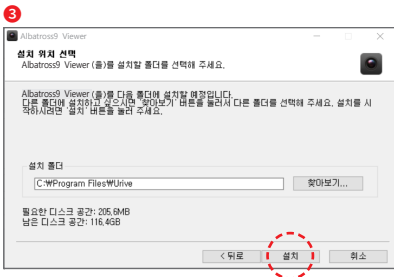 3
Albatross9 Viewer
설치 위치 선택
Albatross9 Viewer (을)를 설치할 폴더를 선택해 주세요.
Albatross9 Viewer (을)를 다음 폴더에 설치할 예정입니다.
다른 폴더에 설치하고 싶으시면 '찾아보기' 버튼을 눌러서 다른 폴더를 선택해 주세요. 설치를 시
작하시려면 '설치' 버튼을 눌러 주세요.
설치 폴더
C:₩Program Files₩Urive
찾아보기...
필요한 디스크 공간: 205.6MB
남은 디스크 공간: 116.4GB
< 뒤로 설치 취소